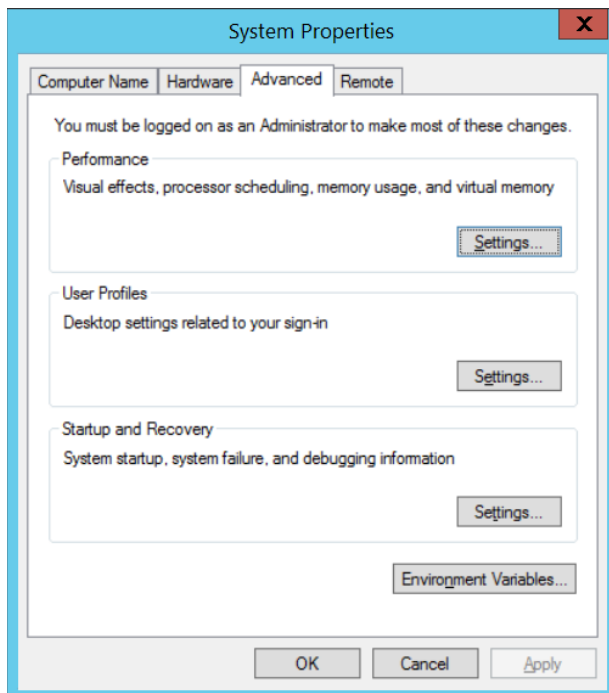 System Properties
X
Computer Name Hardware Advanced Remote
You must be logged on as an Administrator to make most of these changes.
Performance
Visual effects, processor scheduling, memory usage, and virtual memory
Settings...
User Profiles
Desktop settings related to your sign-in
Settings...
Startup and Recovery
System startup, system failure, and debugging information
Settings...
Environment Variables...
OK Cancel Apply